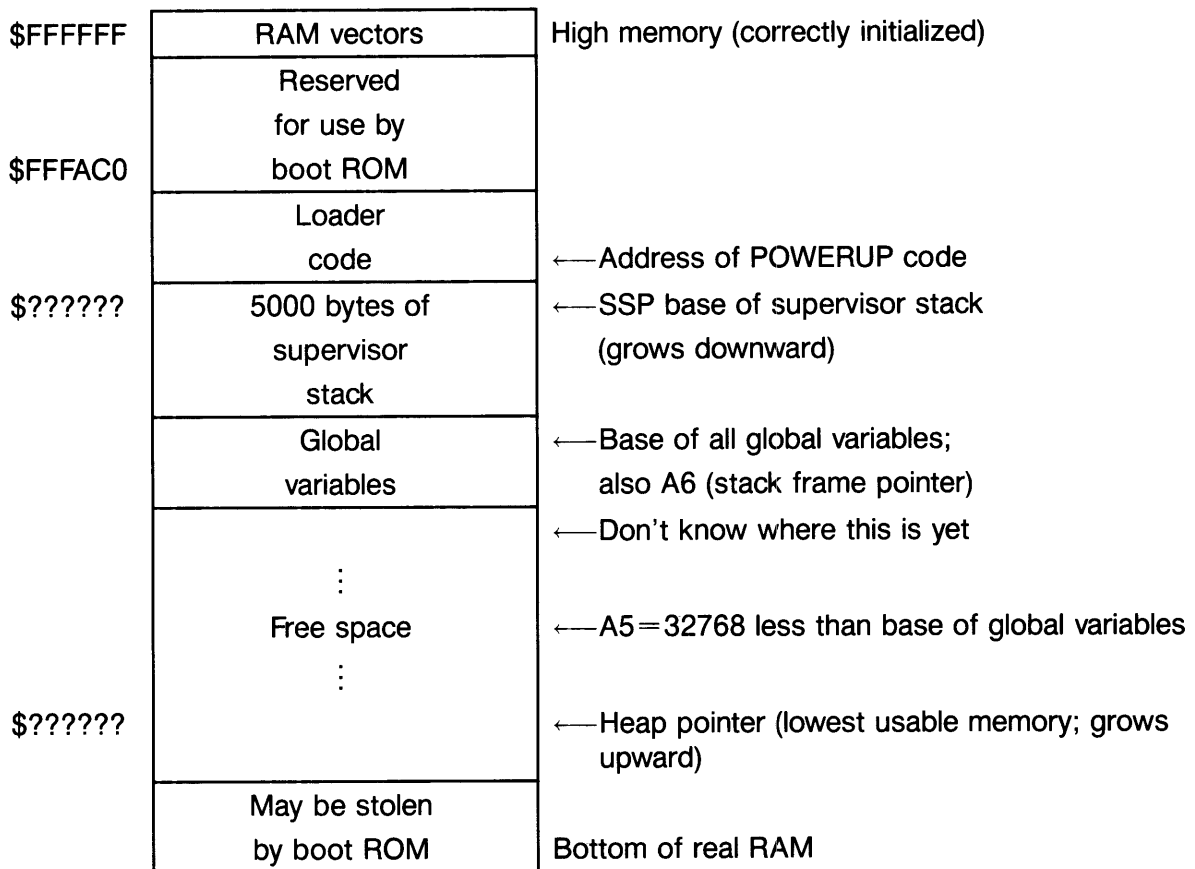 $FFFFFF RAM vectors High memory (correctly initialized)
Reserved
for use by
$FFFAC0 boot ROM
Loader
code ←Address of POWERUP code
$?????? 5000 bytes of ←SSP base of supervisor stack
supervisor (grows downward)
stack
Global ←Base of all global variables;
variables also A6 (stack frame pointer)
←Don't know where this is yet
⋮
Free space ←A5=32768 less than base of global variables
⋮
$?????? ←Heap pointer (lowest usable memory; grows
upward)
May be stolen
by boot ROM Bottom of real RAM